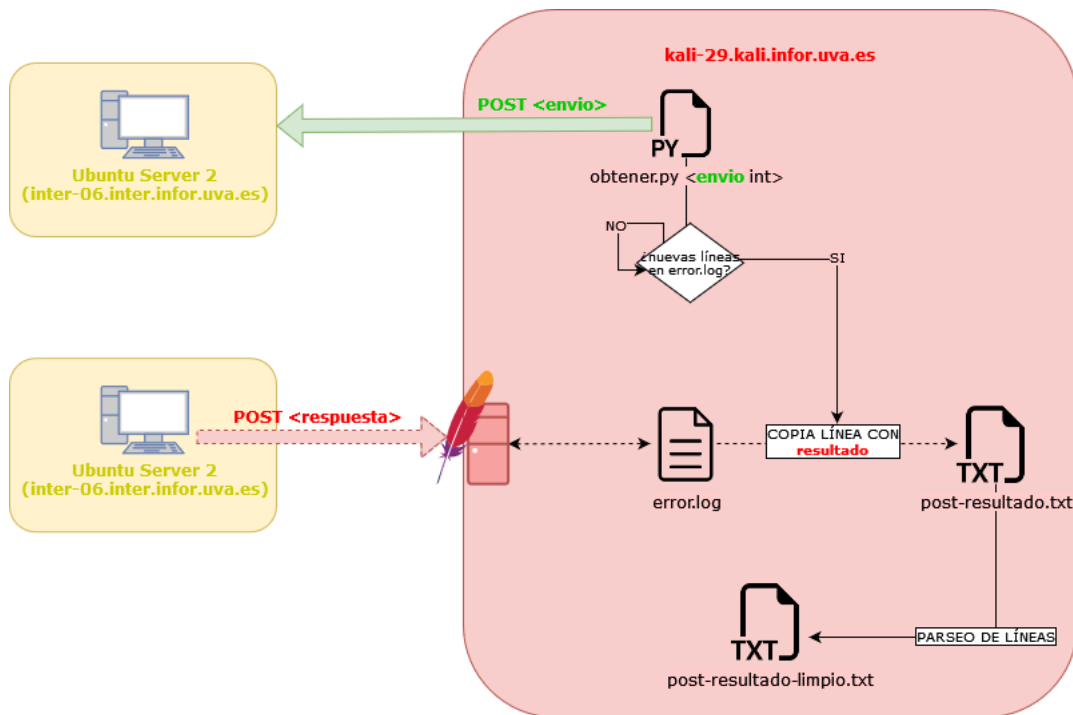 kali-29.kali.infor.uva.es
POST <envio>
PY
Ubuntu Server 2
(inter-06.inter.infor.uva.es)
obtener.py <envio int>
NO
¿nuevas líneas
en error.log?
SI
POST <respuesta>
Ubuntu Server 2
(inter-06.inter.infor.uva.es)
COPIA LÍNEA CON
resultado
TXT
error.log
post-resultado.txt
TXT
PARSEO DE LÍNEAS
post-resultado-limpio.txt